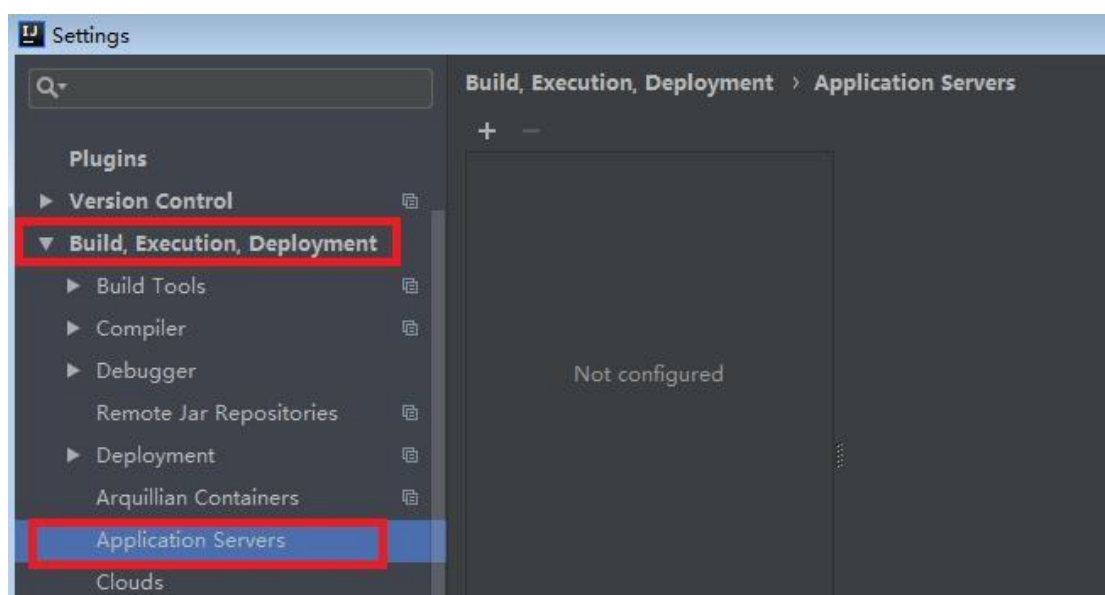 IJ Settings
Build, Execution, Deployment › Application Servers
Plugins
Version Control
Build, Execution, Deployment
Build Tools
Compiler
Debugger
Remote Jar Repositories
Deployment
Arquillian Containers
Application Servers
Clouds
Not configured